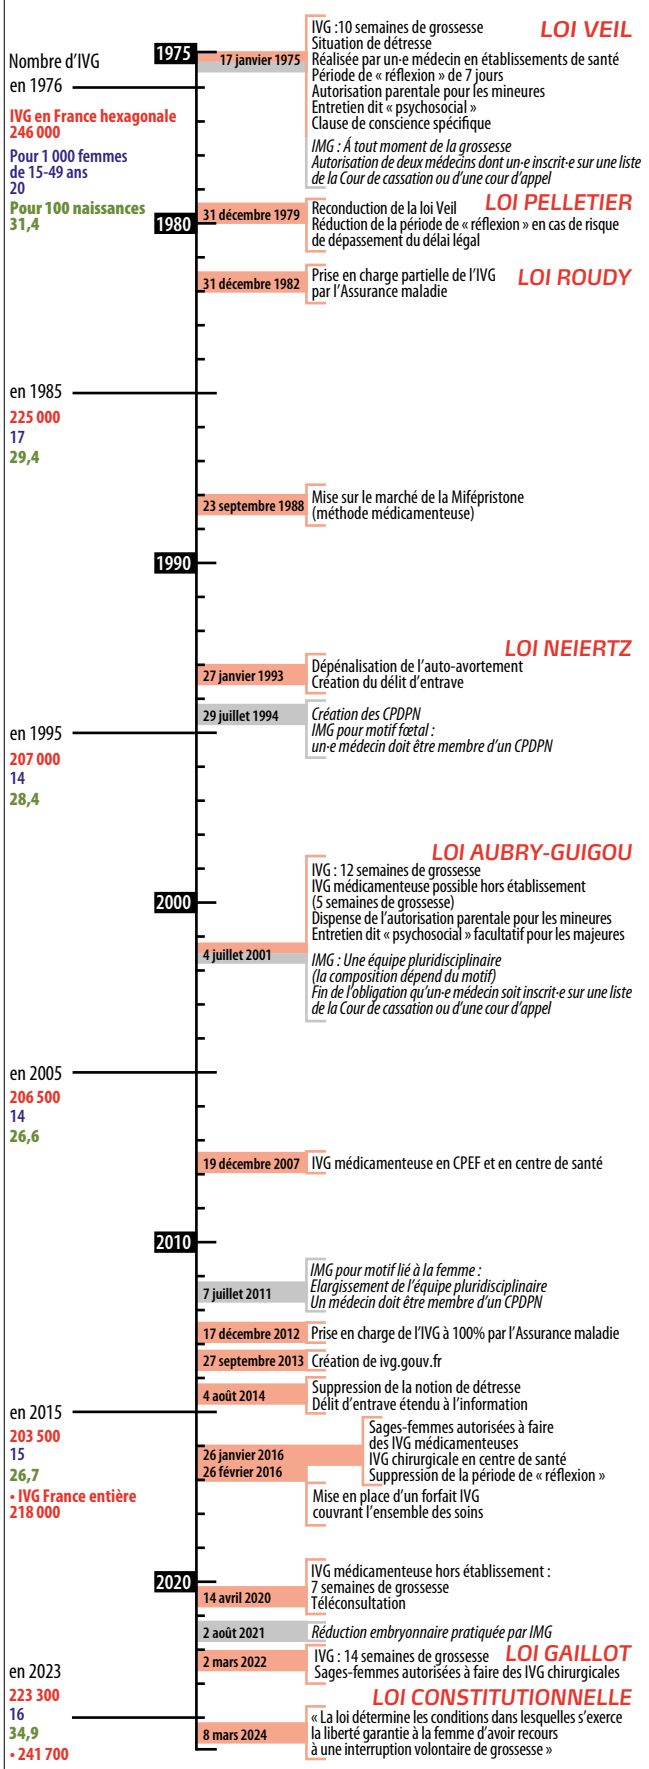 LOI VEIL
1975
17 janvier 1975
IVG :10 semaines de grossesse
Situation de détresse
Réalisée par un·e médecin en établissements de santé
Période de « réflexion » de 7 jours
Autorisation parentale pour les mineures
Entretien dit « psychosocial »
Clause de conscience spécifique
IMG : Á tout moment de la grossesse
Autorisation de deux médecins dont un·e inscrit·e sur une liste
de la Cour de cassation ou d’une cour d’appel
Nombre d’IVG
en 1976
IVG en France hexagonale
246 000
Pour 1 000 femmes
de 15-49 ans
20
Pour 100 naissances
31,4
LOI PELLETIER
1980
31 décembre 1979
Reconduction de la loi Veil
Réduction de la période de « réflexion » en cas de risque
de dépassement du délai légal
LOI ROUDY
31 décembre 1982
Prise en charge partielle de l’IVG
par l’Assurance maladie
en 1985
225 000
17
29,4
23 septembre 1988
Mise sur le marché de la Mifépristone
(méthode médicamenteuse)
1990
LOI NEIERTZ
27 janvier 1993
Dépénalisation de l’auto-avortement
Création du délit d’entrave
29 juillet 1994
Création des CPDPN
IMG pour motif fœtal :
un·e médecin doit être membre d’un CPDPN
en 1995
207 000
14
28,4
LOI AUBRY-GUIGOU
2000
4 juillet 2001
IVG : 12 semaines de grossesse
IVG médicamenteuse possible hors établissement
(5 semaines de grossesse)
Dispense de l’autorisation parentale pour les mineures
Entretien dit « psychosocial » facultatif pour les majeures
IMG : Une équipe pluridisciplinaire
(la composition dépend du motif)
Fin de l’obligation qu’un·e médecin soit inscrit·e sur une liste
de la Cour de cassation ou d’une cour d’appel
en 2005
206 500
14
26,6
19 décembre 2007
IVG médicamenteuse en CPEF et en centre de santé
2010
7 juillet 2011
IMG pour motif lié à la femme :
Elargissement de l’équipe pluridisciplinaire
Un médecin doit être membre d’un CPDPN
17 décembre 2012
Prise en charge de l’IVG à 100% par l’Assurance maladie
27 septembre 2013
Création de ivg.gouv.fr
4 août 2014
Suppression de la notion de détresse
Délit d’entrave étendu à l’information
en 2015
203 500
15
26,7
• IVG France entière
218 000
26 janvier 2016
Sages-femmes autorisées à faire
des IVG médicamenteuses
IVG chirurgicale en centre de santé
Suppression de la période de « réflexion »
26 février 2016
Mise en place d’un forfait IVG
couvrant l’ensemble des soins
2020
14 avril 2020
IVG médicamenteuse hors établissement :
7 semaines de grossesse
Téléconsultation
2 août 2021
Réduction embryonnaire pratiquée par IMG
LOI GAILLOT
2 mars 2022
IVG : 14 semaines de grossesse
Sages-femmes autorisées à faire des IVG chirurgicales
en 2023
223 300
16
34,9
• 241 700
LOI CONSTITUTIONNELLE
8 mars 2024
« La loi détermine les conditions dans lesquelles s’exerce
la liberté garantie à la femme d’avoir recours
à une interruption volontaire de grossesse »